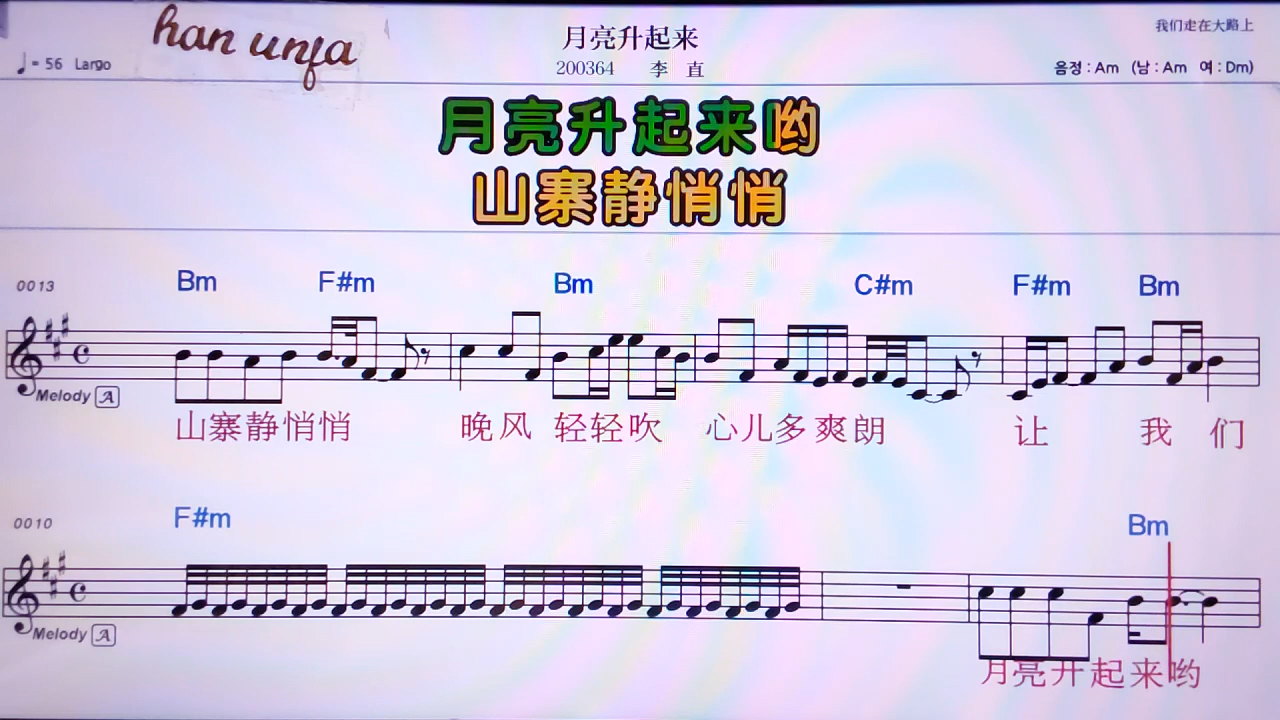 han unfa
月亮升起来
我们走在大路上
♩= 56 Largo
200364 李 直
음정 : Am (남 : Am 여 : Dm)
月亮升起来哟
山寨静悄悄
0013 Bm F#m Bm C#m F#m Bm
Melody A
山寨静悄悄 晚风 轻轻吹 心儿多爽朗 让 我 们
0010 F#m Bm
Melody A
月亮升起来哟